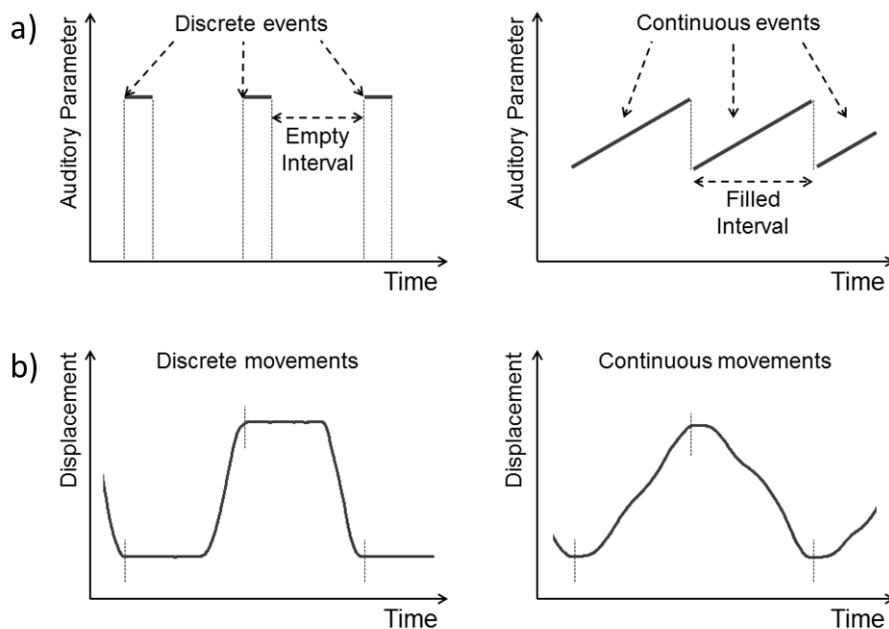 a)
Auditory Parameter
Discrete events
Empty
Interval
Time
Auditory Parameter
Continuous events
Filled
Interval
Time
b)
Displacement
Discrete movements
Time
Displacement
Continuous movements
Time